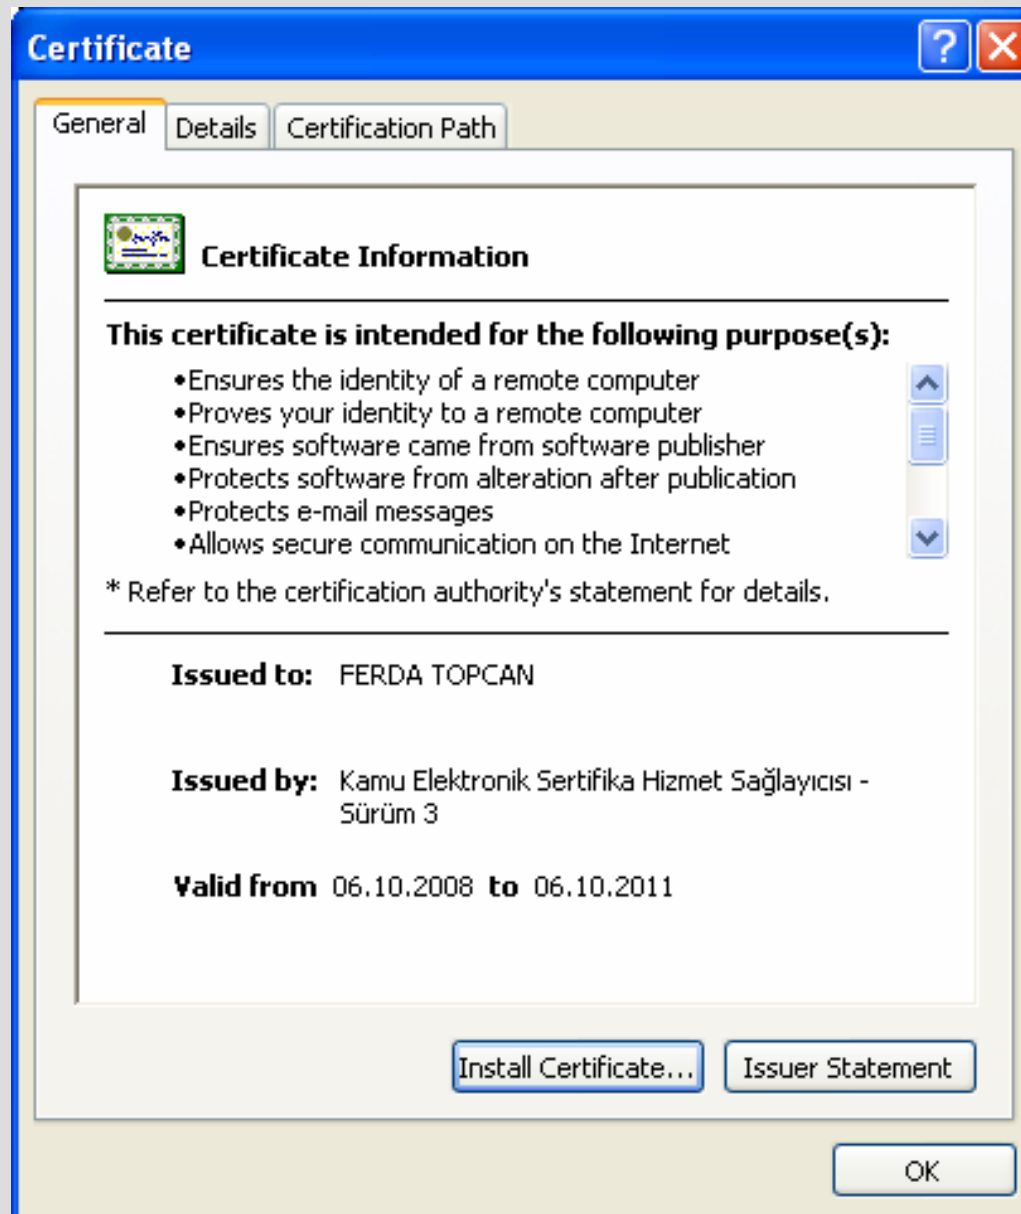 Certificate
General Details Certification Path
Certificate Information
This certificate is intended for the following purpose(s):
•Ensures the identity of a remote computer
•Proves your identity to a remote computer
•Ensures software came from software publisher
•Protects software from alteration after publication
•Protects e-mail messages
•Allows secure communication on the Internet
* Refer to the certification authority's statement for details.
Issued to: FERDA TOPCAN
Issued by: Kamu Elektronik Sertifika Hizmet Sağlayıcısı -
Sürüm 3
Valid from 06.10.2008 to 06.10.2011
Install Certificate... Issuer Statement
OK